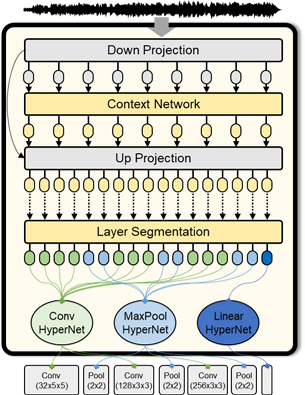 Down Projection
Context Network
Up Projection
Layer Segmentation
Conv
HyperNet
MaxPool
HyperNet
Linear
HyperNet
Conv
(32x5x5)
Pool
(2x2)
Conv
(128x3x3)
Pool
(2x2)
Conv
(256x3x3)
Pool
(2x2)